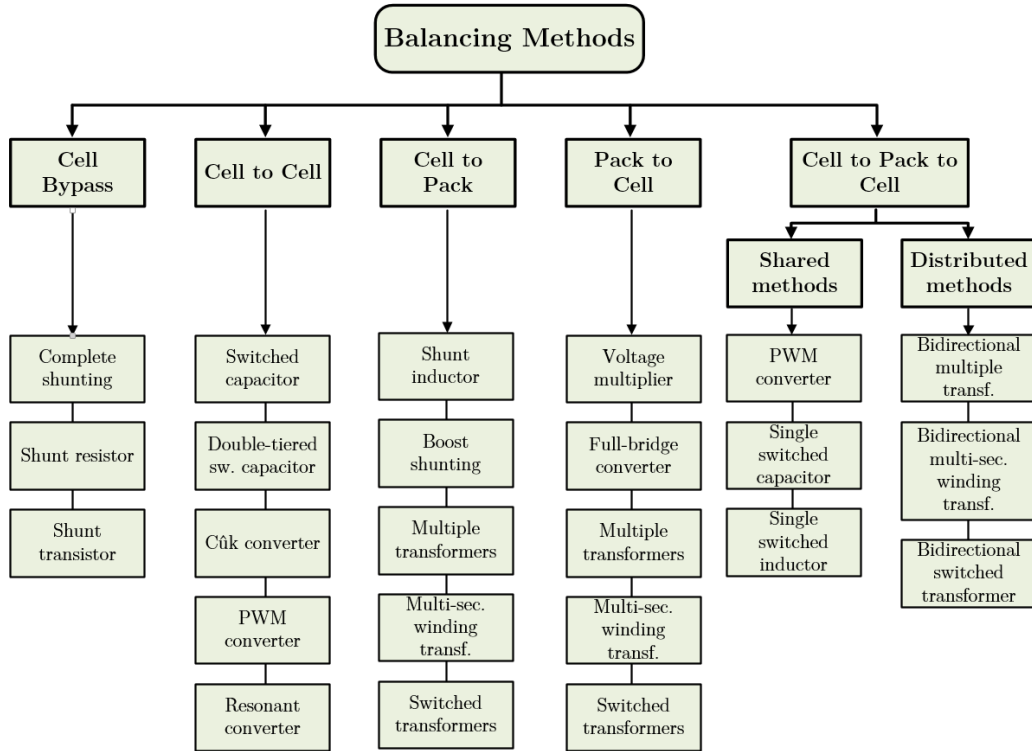 Balancing Methods
Cell
Bypass
Cell to Cell
Cell to
Pack
Pack to
Cell
Cell to Pack to
Cell
Shared
methods
Distributed
methods
Complete
shunting
Shunt resistor
Shunt
transistor
Switched
capacitor
Double-tiered
sw. capacitor
Cûk converter
PWM
converter
Resonant
converter
Shunt
inductor
Boost
shunting
Multiple
transformers
Multi-sec.
winding
transf.
Switched
transformers
Voltage
multiplier
Full-bridge
converter
Multiple
transformers
Multi-sec.
winding
transf.
Switched
transformers
PWM
converter
Single
switched
capacitor
Single
switched
inductor
Bidirectional
multiple
transf.
Bidirectional
multi-sec.
winding
transf.
Bidirectional
switched
transformer